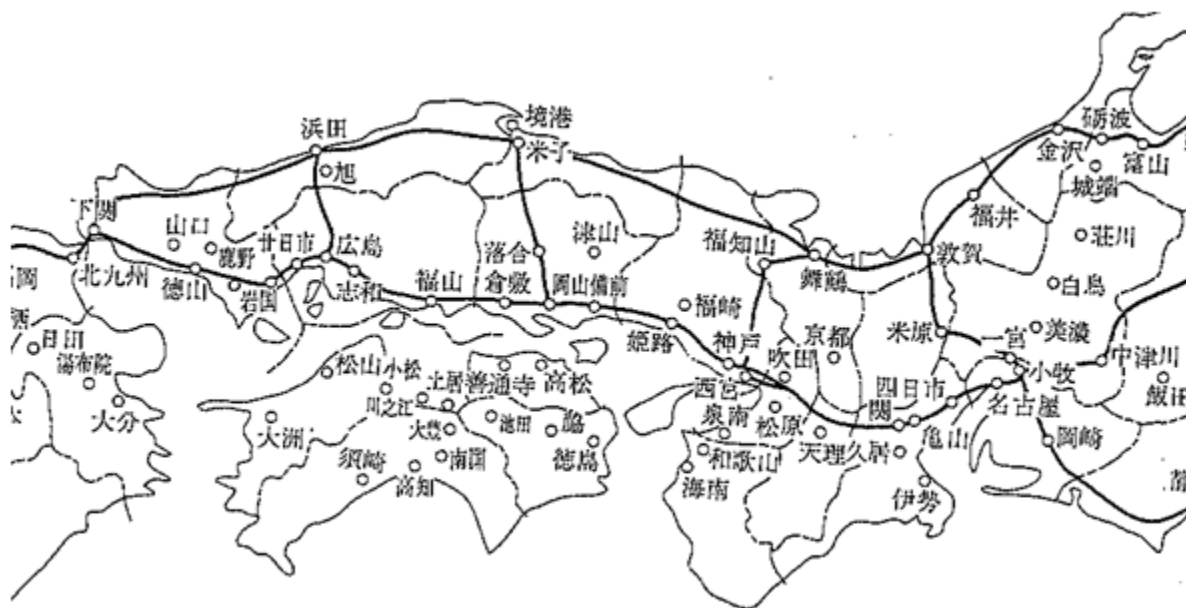 境港
浜田
米子
旭
砺波
金沢
富山
城端
福井
荘川
下関
山口
鹿野
廿日市
広島
落合
津山
福知山
舞鶴
敦賀
北九州
徳山
岩国
志和
福山
倉敷
岡山
備前
福崎
白鳥
姫路
神戸
京都
米原
一宮
美濃
日田
湯布院
大分
松山
小松
土居
善通寺
高松
西宮
吹田
四日市
小牧
中津川
飯田
川之江
大洲
大豊
池田
脇
泉南
松原
関
名古屋
須崎
南国
徳島
和歌山
天理
久居
亀山
岡崎
高知
海南
伊勢